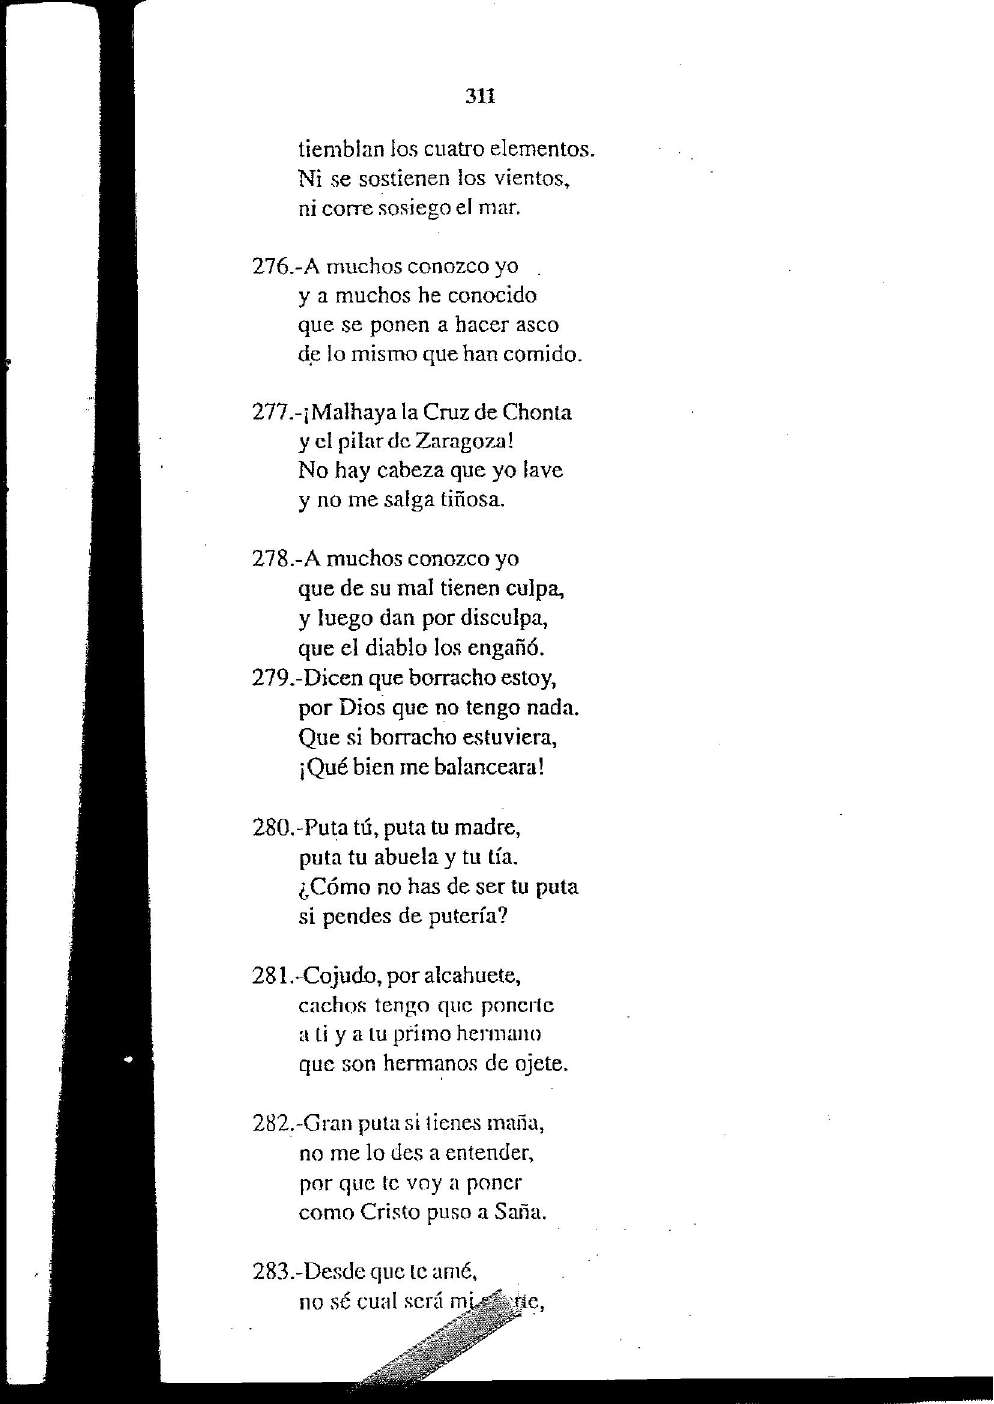 311
tiemblan los cuatro elementos.
Ni se sostienen los vientos,
ni corre sosiego el mar.
276.-A muchos conozco yo
y a muchos he conocido
que se ponen a hacer asco
de lo mismo que han comido.
277.-¡Malhaya la Cruz de Chonta
y el pilar de Zaragoza!
No hay cabeza que yo lave
y no me salga tiñosa.
278.-A muchos conozco yo
que de su mal tienen culpa,
y luego dan por disculpa,
que el diablo los engañó.
279.-Dicen que borracho estoy,
por Dios que no tengo nada.
Que si borracho estuviera,
¡Qué bien me balanceara!
280.-Puta tú, puta tu madre,
puta tu abuela y tu tía.
¿Cómo no has de ser tu puta
si pendes de putería?
281.-Cojudo, por alcahuete,
cachos tengo que ponerte
a ti y a tu primo hermano
que son hermanos de ojete.
282.-Gran puta si tienes maña,
no me lo des a entender,
por que te voy a poner
como Cristo puso a Saña.
283.-Desde que te amé,
no sé cual será mi